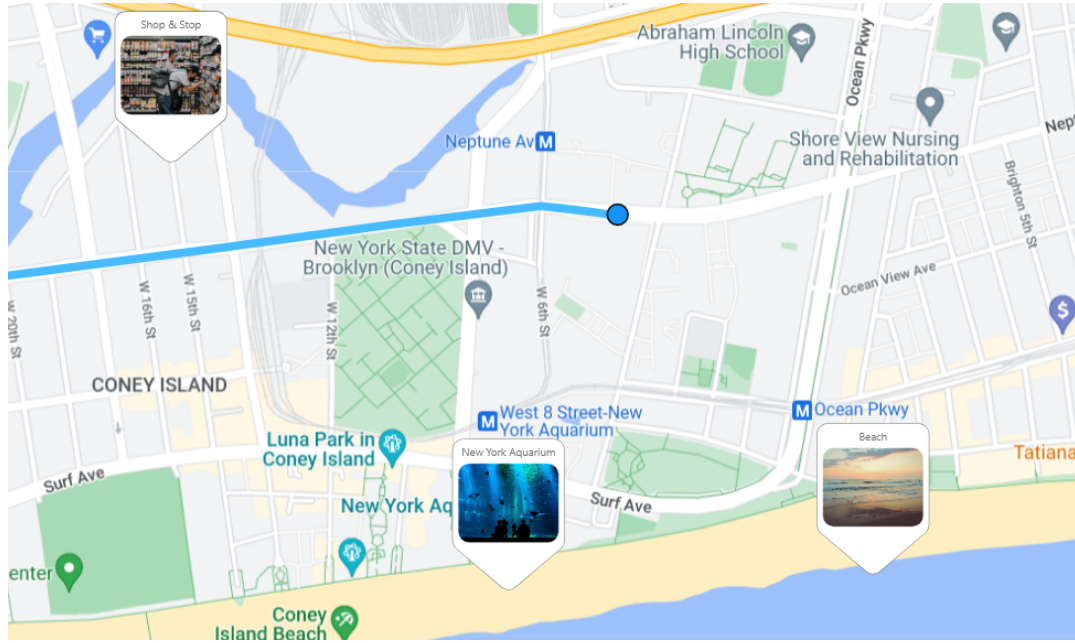 Shop & Stop
Abraham Lincoln
High School
Ocean Pkwy
Neptune Av
M
Shore View Nursing
and Rehabilitation
Nept
Brighton 5th St
New York State DMV -
Brooklyn (Coney Island)
Ocean View Ave
W 20th St
W 16th St
W 15th St
W 12th St
W 6th St
$
CONEY ISLAND
M
West 8 Street-New
York Aquarium
M
Ocean Pkwy
Luna Park in
Coney Island
New York Aquarium
Beach
Tatiana
Surf Ave
New York Aq
Surf Ave
enter
Coney
Island Beach